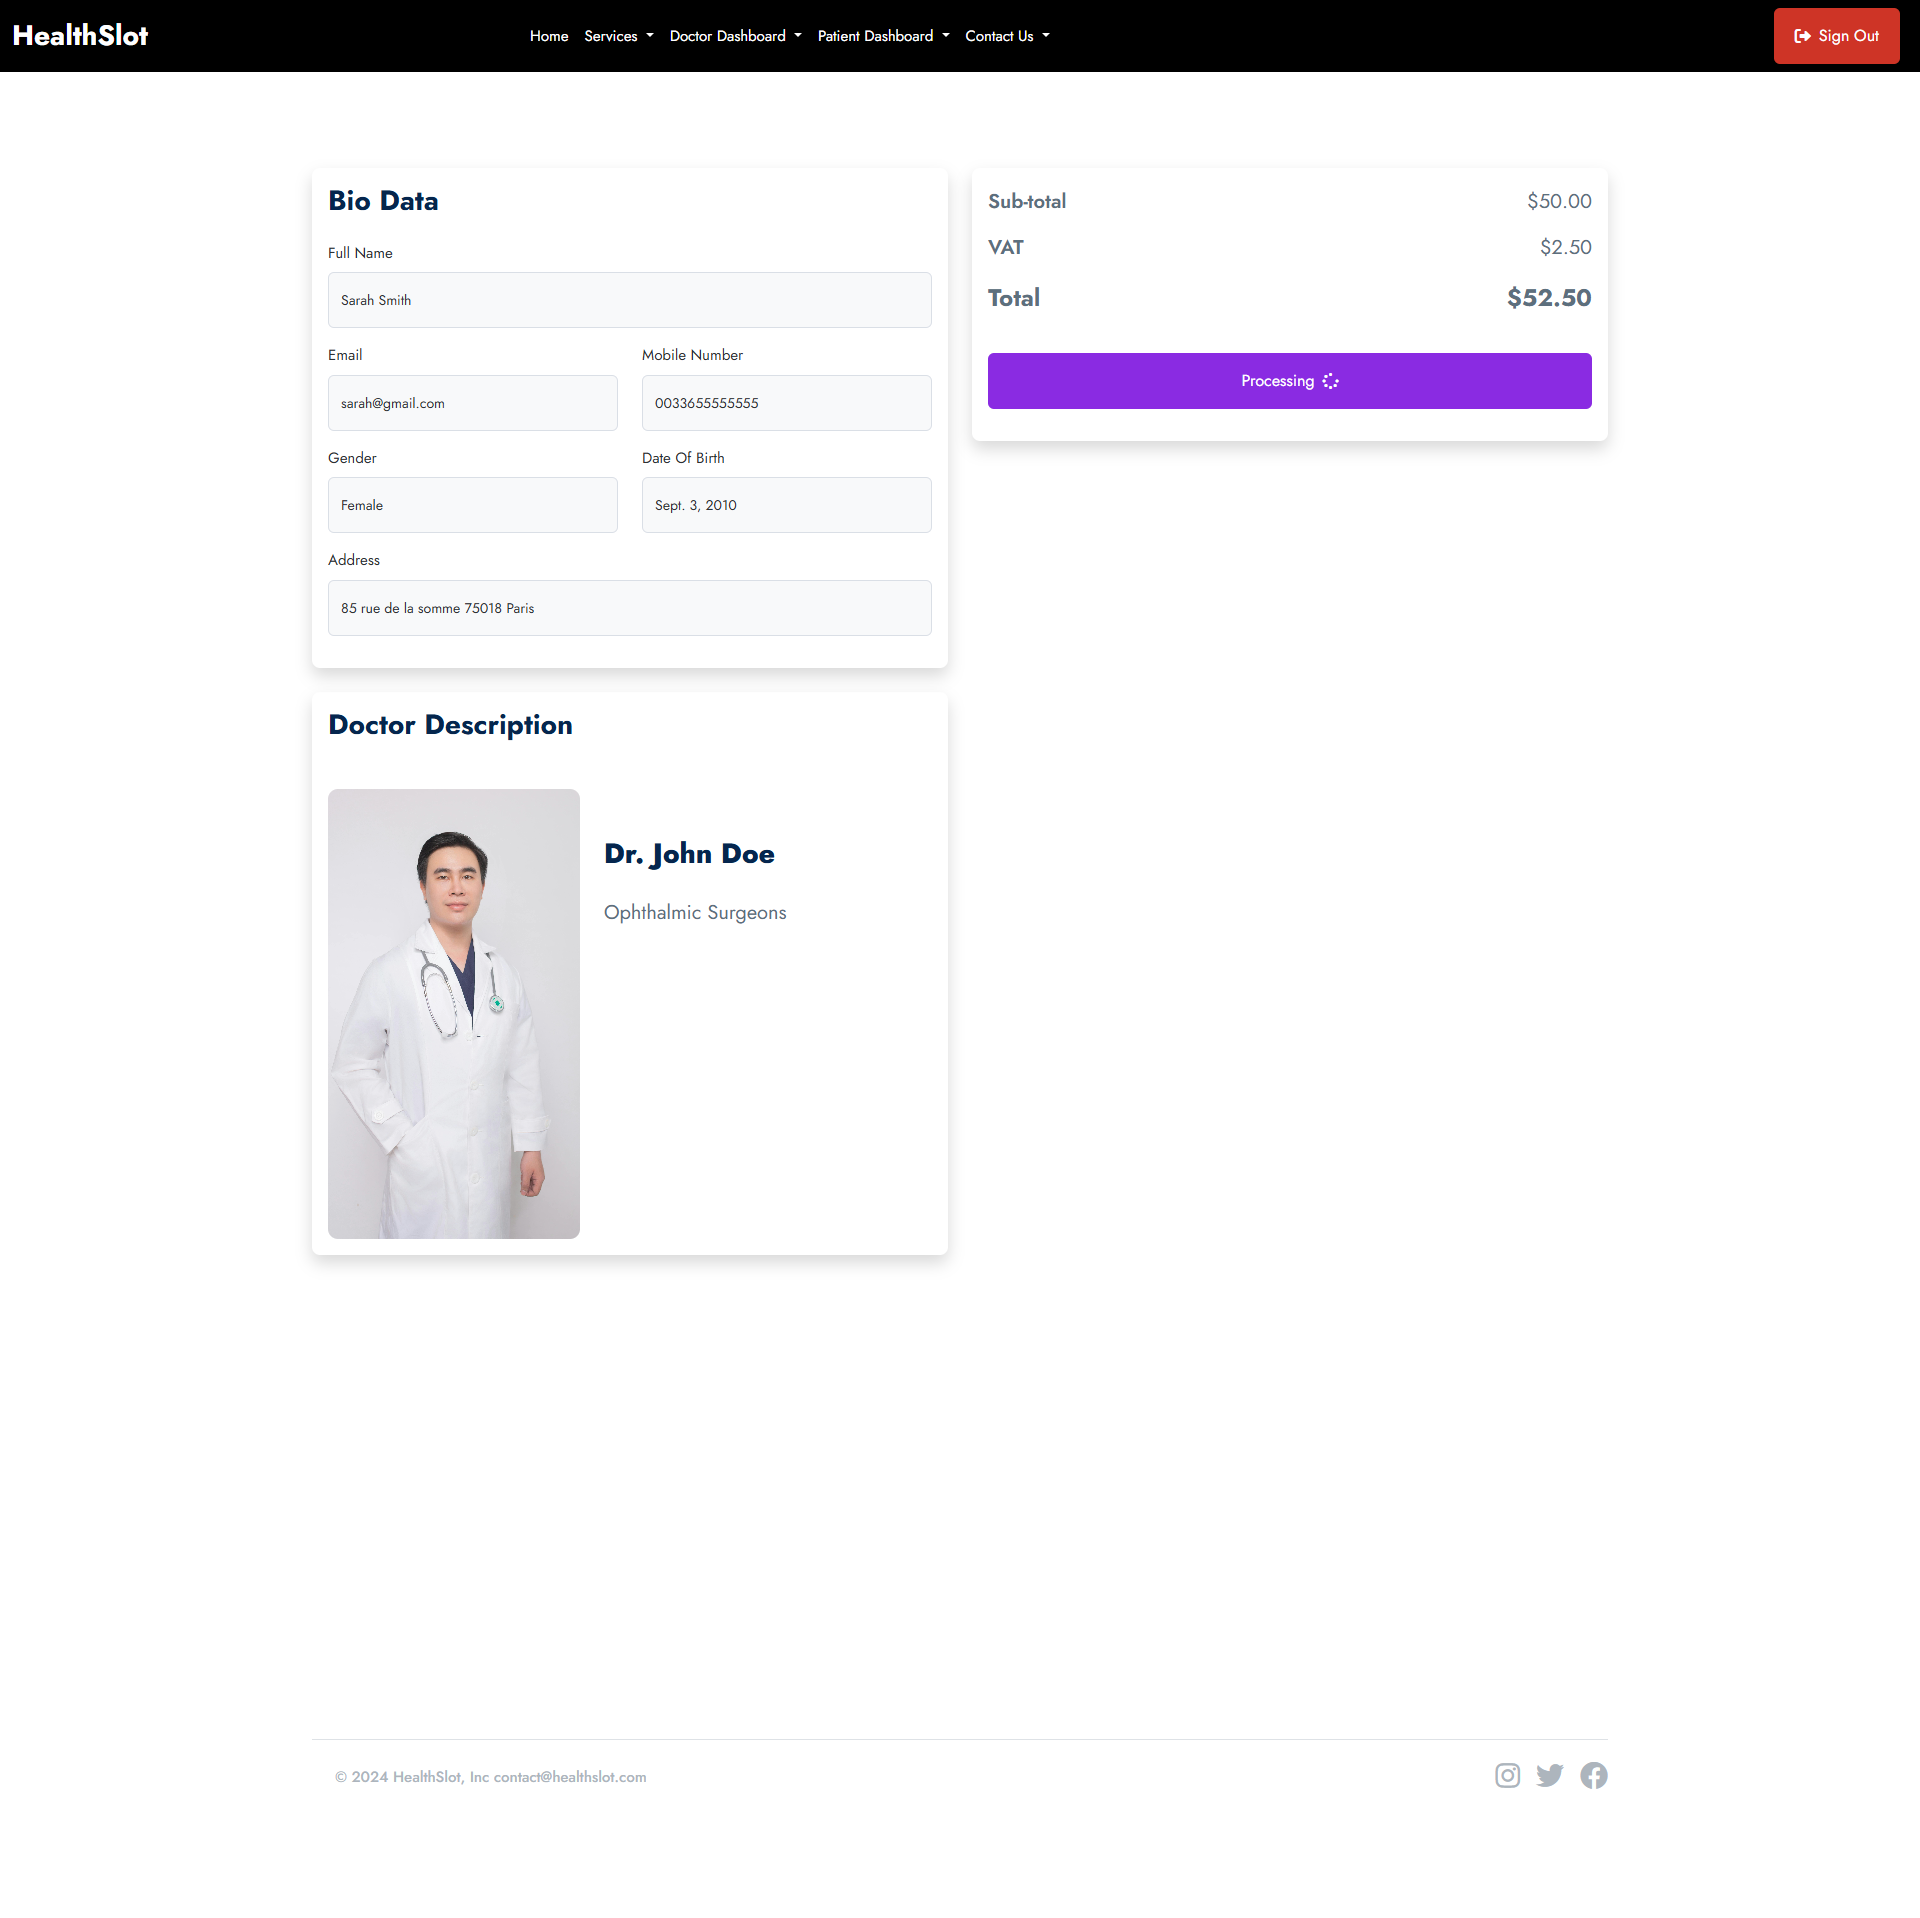 HealthSlot
Home Services Doctor Dashboard Patient Dashboard Contact Us
Sign Out
Bio Data
Full Name
Sarah Smith
Email
sarah@gmail.com
Mobile Number
0033655555555
Gender
Female
Date Of Birth
Sept. 3, 2010
Address
85 rue de la somme 75018 Paris
Sub-total $50.00
VAT $2.50
Total $52.50
Processing
Doctor Description
Dr. John Doe
Ophthalmic Surgeons
© 2024 HealthSlot, Inc contact@healthslot.com